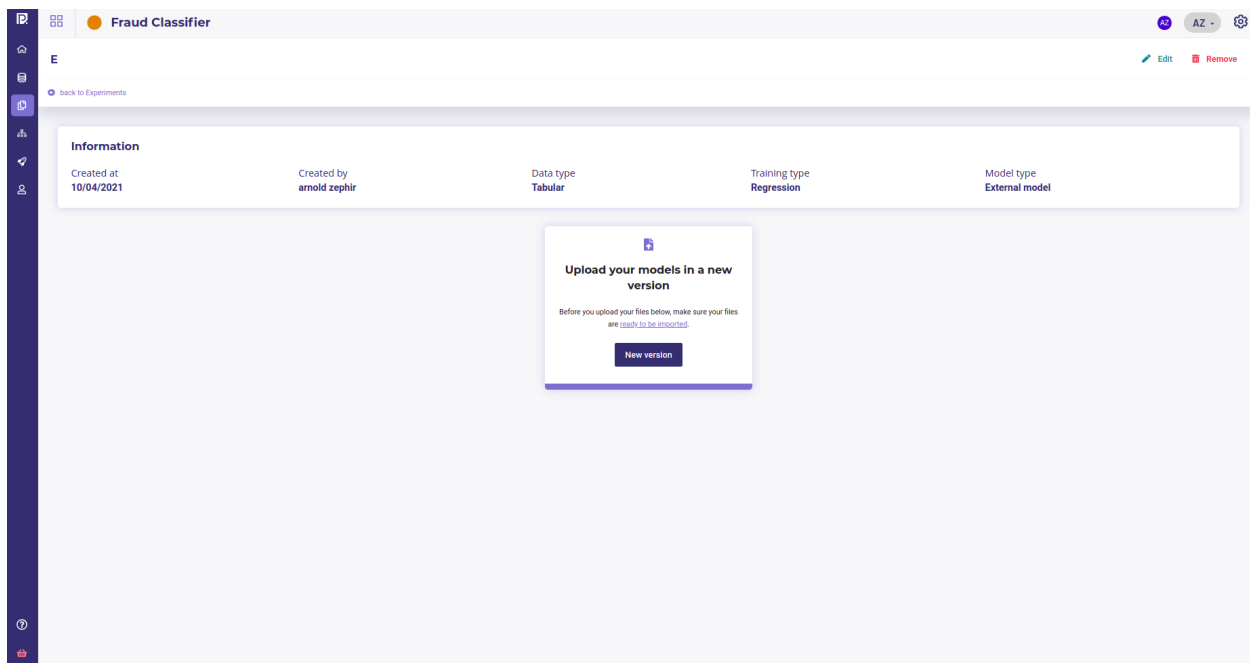 Fraud Classifier
AZ
AZ
E
Edit
Remove
back to Experiments
Information
Created at
10/04/2021
Created by
arnold zephir
Data type
Tabular
Training type
Regression
Model type
External model
Upload your models in a new
version
Before you upload your files below, make sure your files
are ready to be imported.
New version